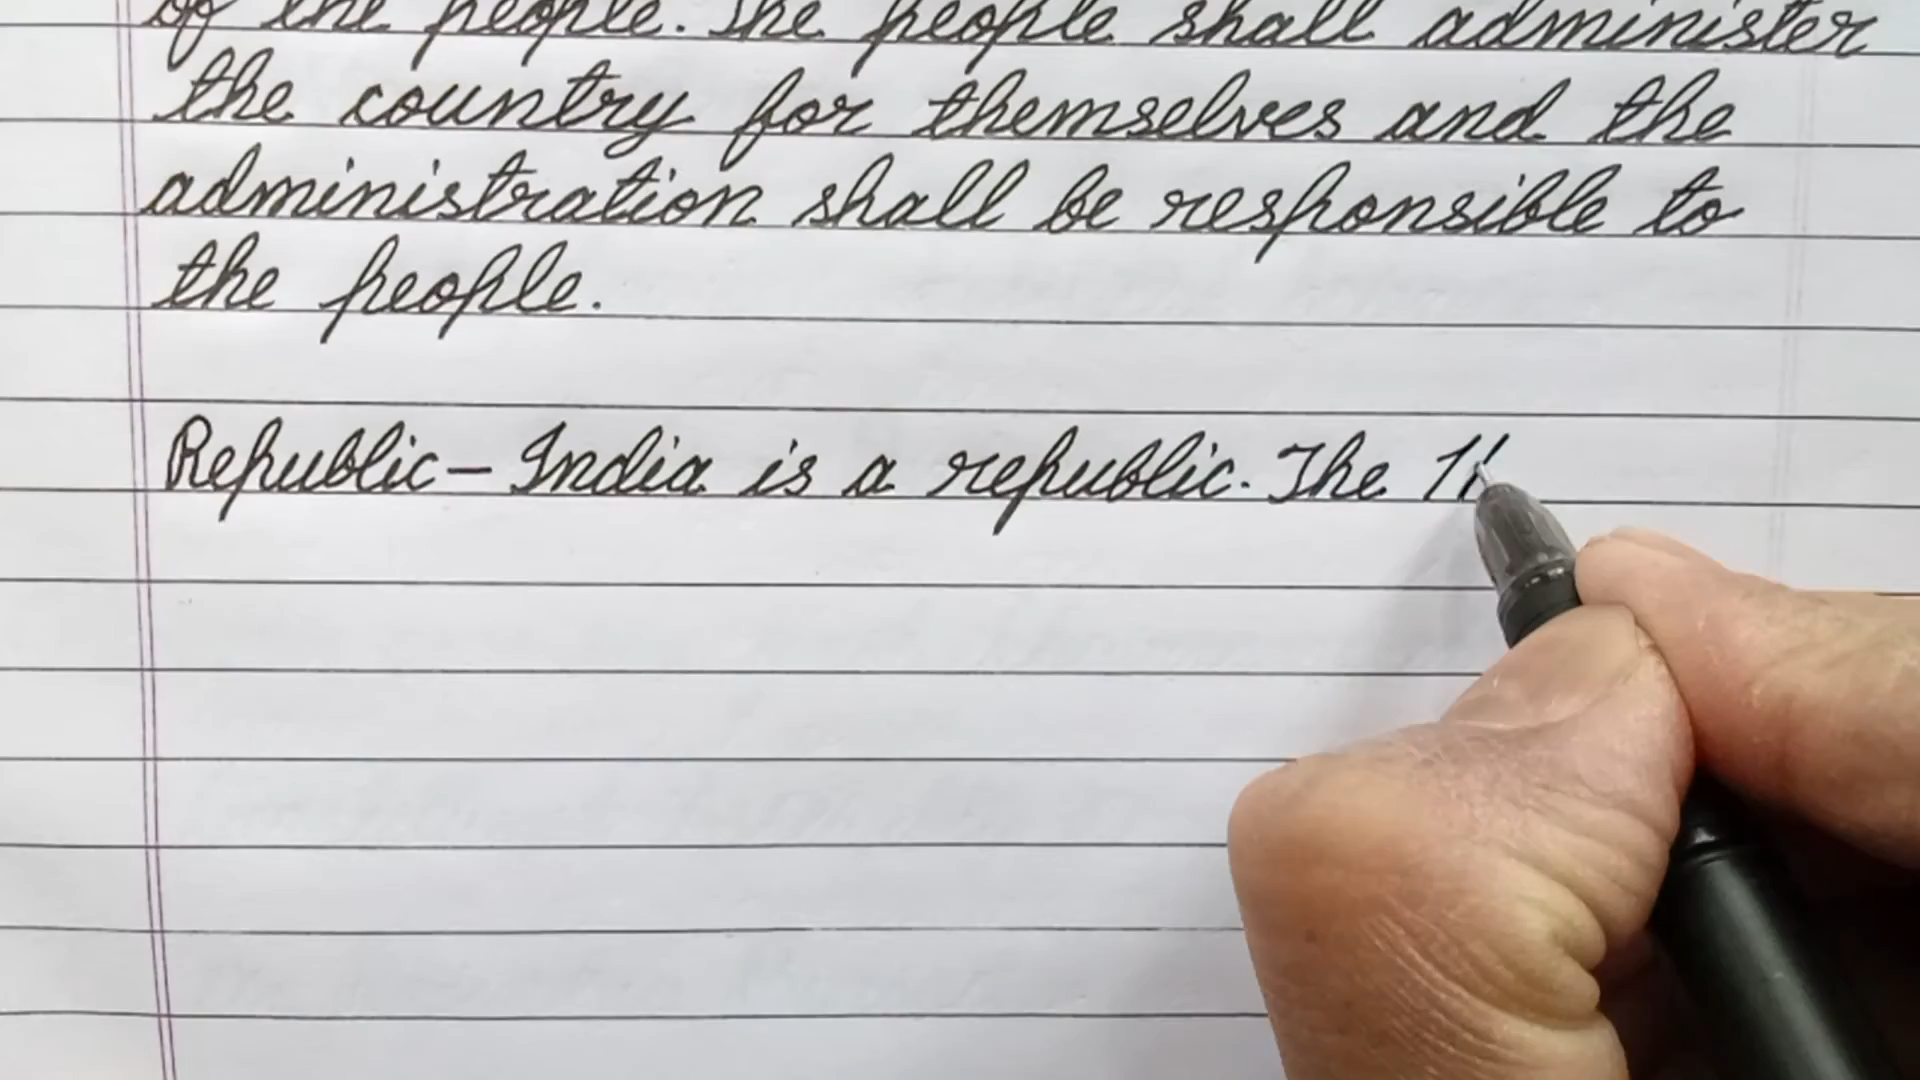 of the people. The people shall administer
the country for themselves and the
administration shall be responsible to
the people.
Republic - India is a republic. The